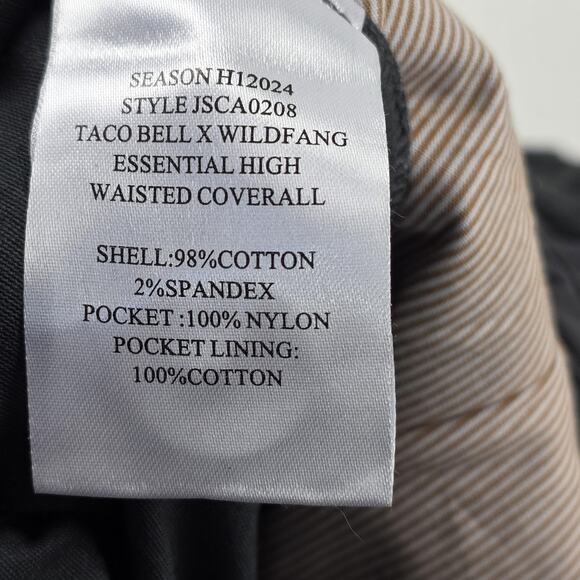 SEASON H12024
STYLE JSCA0208
TACO BELL X WILDFANG
ESSENTIAL HIGH
WAISTED COVERALL
SHELL:98%COTTON
2%SPANDEX
POCKET :100% NYLON
POCKET LINING:
100%COTTON